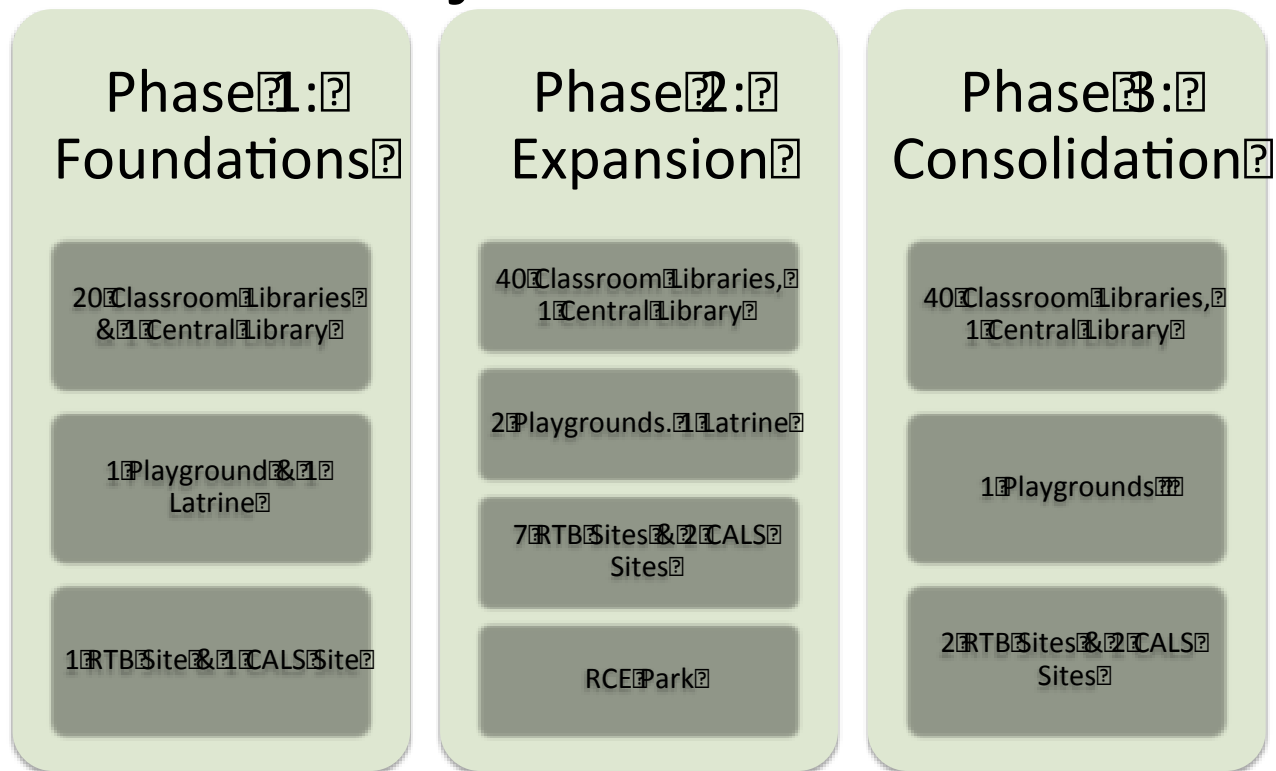 Phase 1:
Foundations
20 Classroom Libraries
& 1 Central Library
1 Playground & 1
Latrine
1 RTB Site & 1 CALS Site
Phase 2:
Expansion
40 Classroom Libraries,
1 Central Library
2 Playgrounds. 1 Latrine
7 RTB Sites & 2 CALS
Sites
RCE Park
Phase 3:
Consolidation
40 Classroom Libraries,
1 Central Library
1 Playgrounds
2 RTB Sites & 2 CALS
Sites